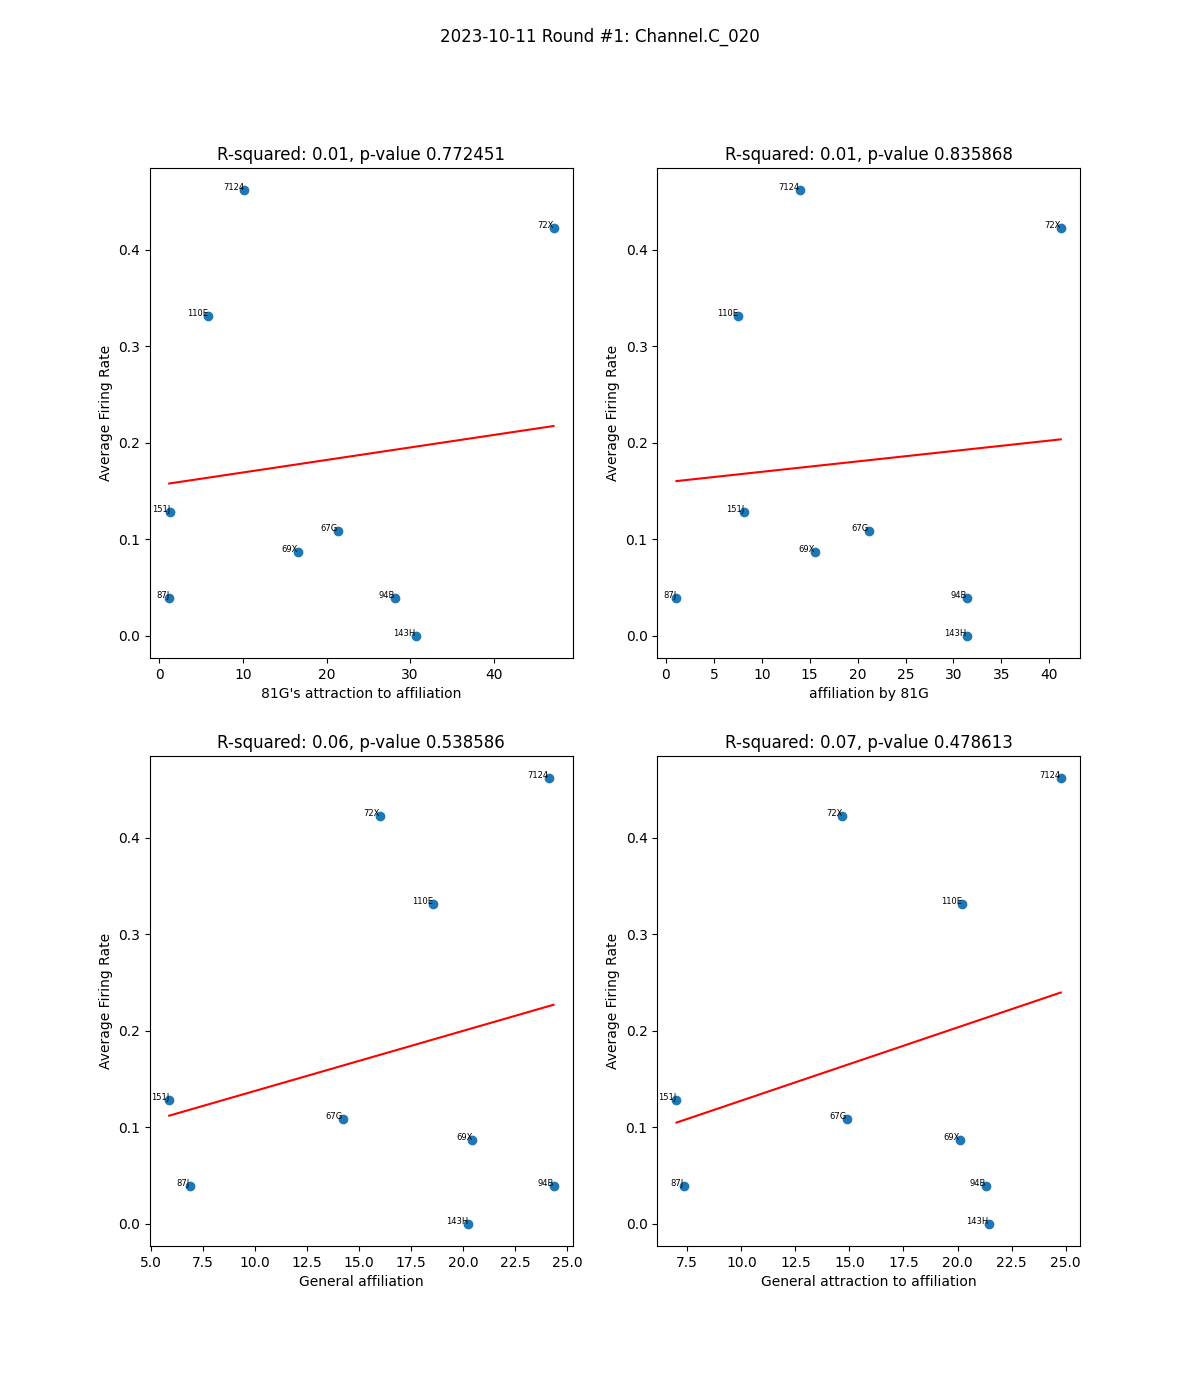 2023-10-11 Round #1: Channel.C_020
R-squared: 0.01, p-value 0.772451
7124
72X
110E
151J
67G
69X
87J
94B
143H
0.4
0.3
0.2
0.1
0.0
Average Firing Rate
0 10 20 30 40
81G's attraction to affiliation
R-squared: 0.01, p-value 0.835868
7124
72X
110E
151J
67G
69X
87J
94B
143H
0.4
0.3
0.2
0.1
0.0
Average Firing Rate
0 5 10 15 20 25 30 35 40
affiliation by 81G
R-squared: 0.06, p-value 0.538586
7124
72X
110E
151J
67G
69X
87J
94B
143H
0.4
0.3
0.2
0.1
0.0
Average Firing Rate
5.0 7.5 10.0 12.5 15.0 17.5 20.0 22.5 25.0
General affiliation
R-squared: 0.07, p-value 0.478613
7124
72X
110E
151J
67G
69X
87J
94B
143H
0.4
0.3
0.2
0.1
0.0
Average Firing Rate
7.5 10.0 12.5 15.0 17.5 20.0 22.5 25.0
General attraction to affiliation